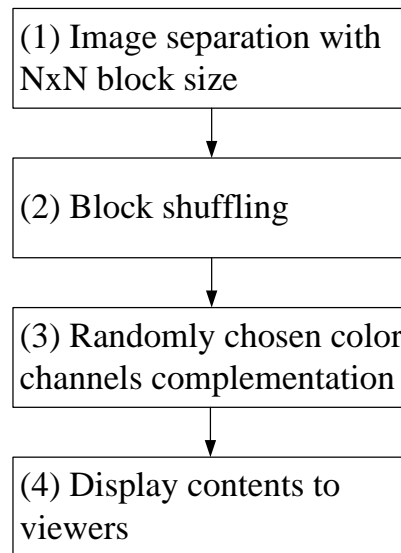 (1) Image separation with
NxN block size
(2) Block shuffling
(3) Randomly chosen color
channels complementation
(4) Display contents to
viewers